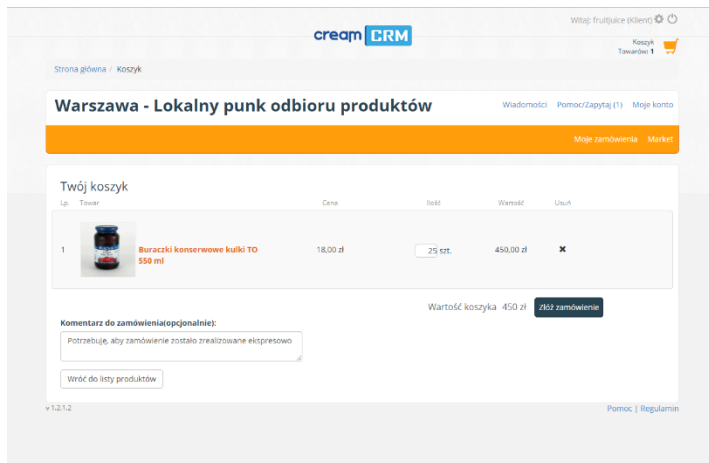 Witaj: fruitjuice (Klient)
cream CRM
Koszyk
Towarów: 1
Strona główna / Koszyk
Warszawa - Lokalny punk odbioru produktów
Wiadomości Pomoc/Zapytaj (1) Moje konto
Moje zamówienia Market
Twój koszyk
Lp. Towar Cena Ilość Wartość Usuń
1 Buraczki konserwowe kulki TO 18,00 zł 25 szt. 450,00 zł
550 ml
Wartość koszyka 450 zł Złóż zamówienie
Komentarz do zamówienia(opcjonalnie):
Potrzebuję, aby zamówienie zostało zrealizowane ekspresowo
Wróć do listy produktów
v 1.2.1.2 Pomoc | Regulamin